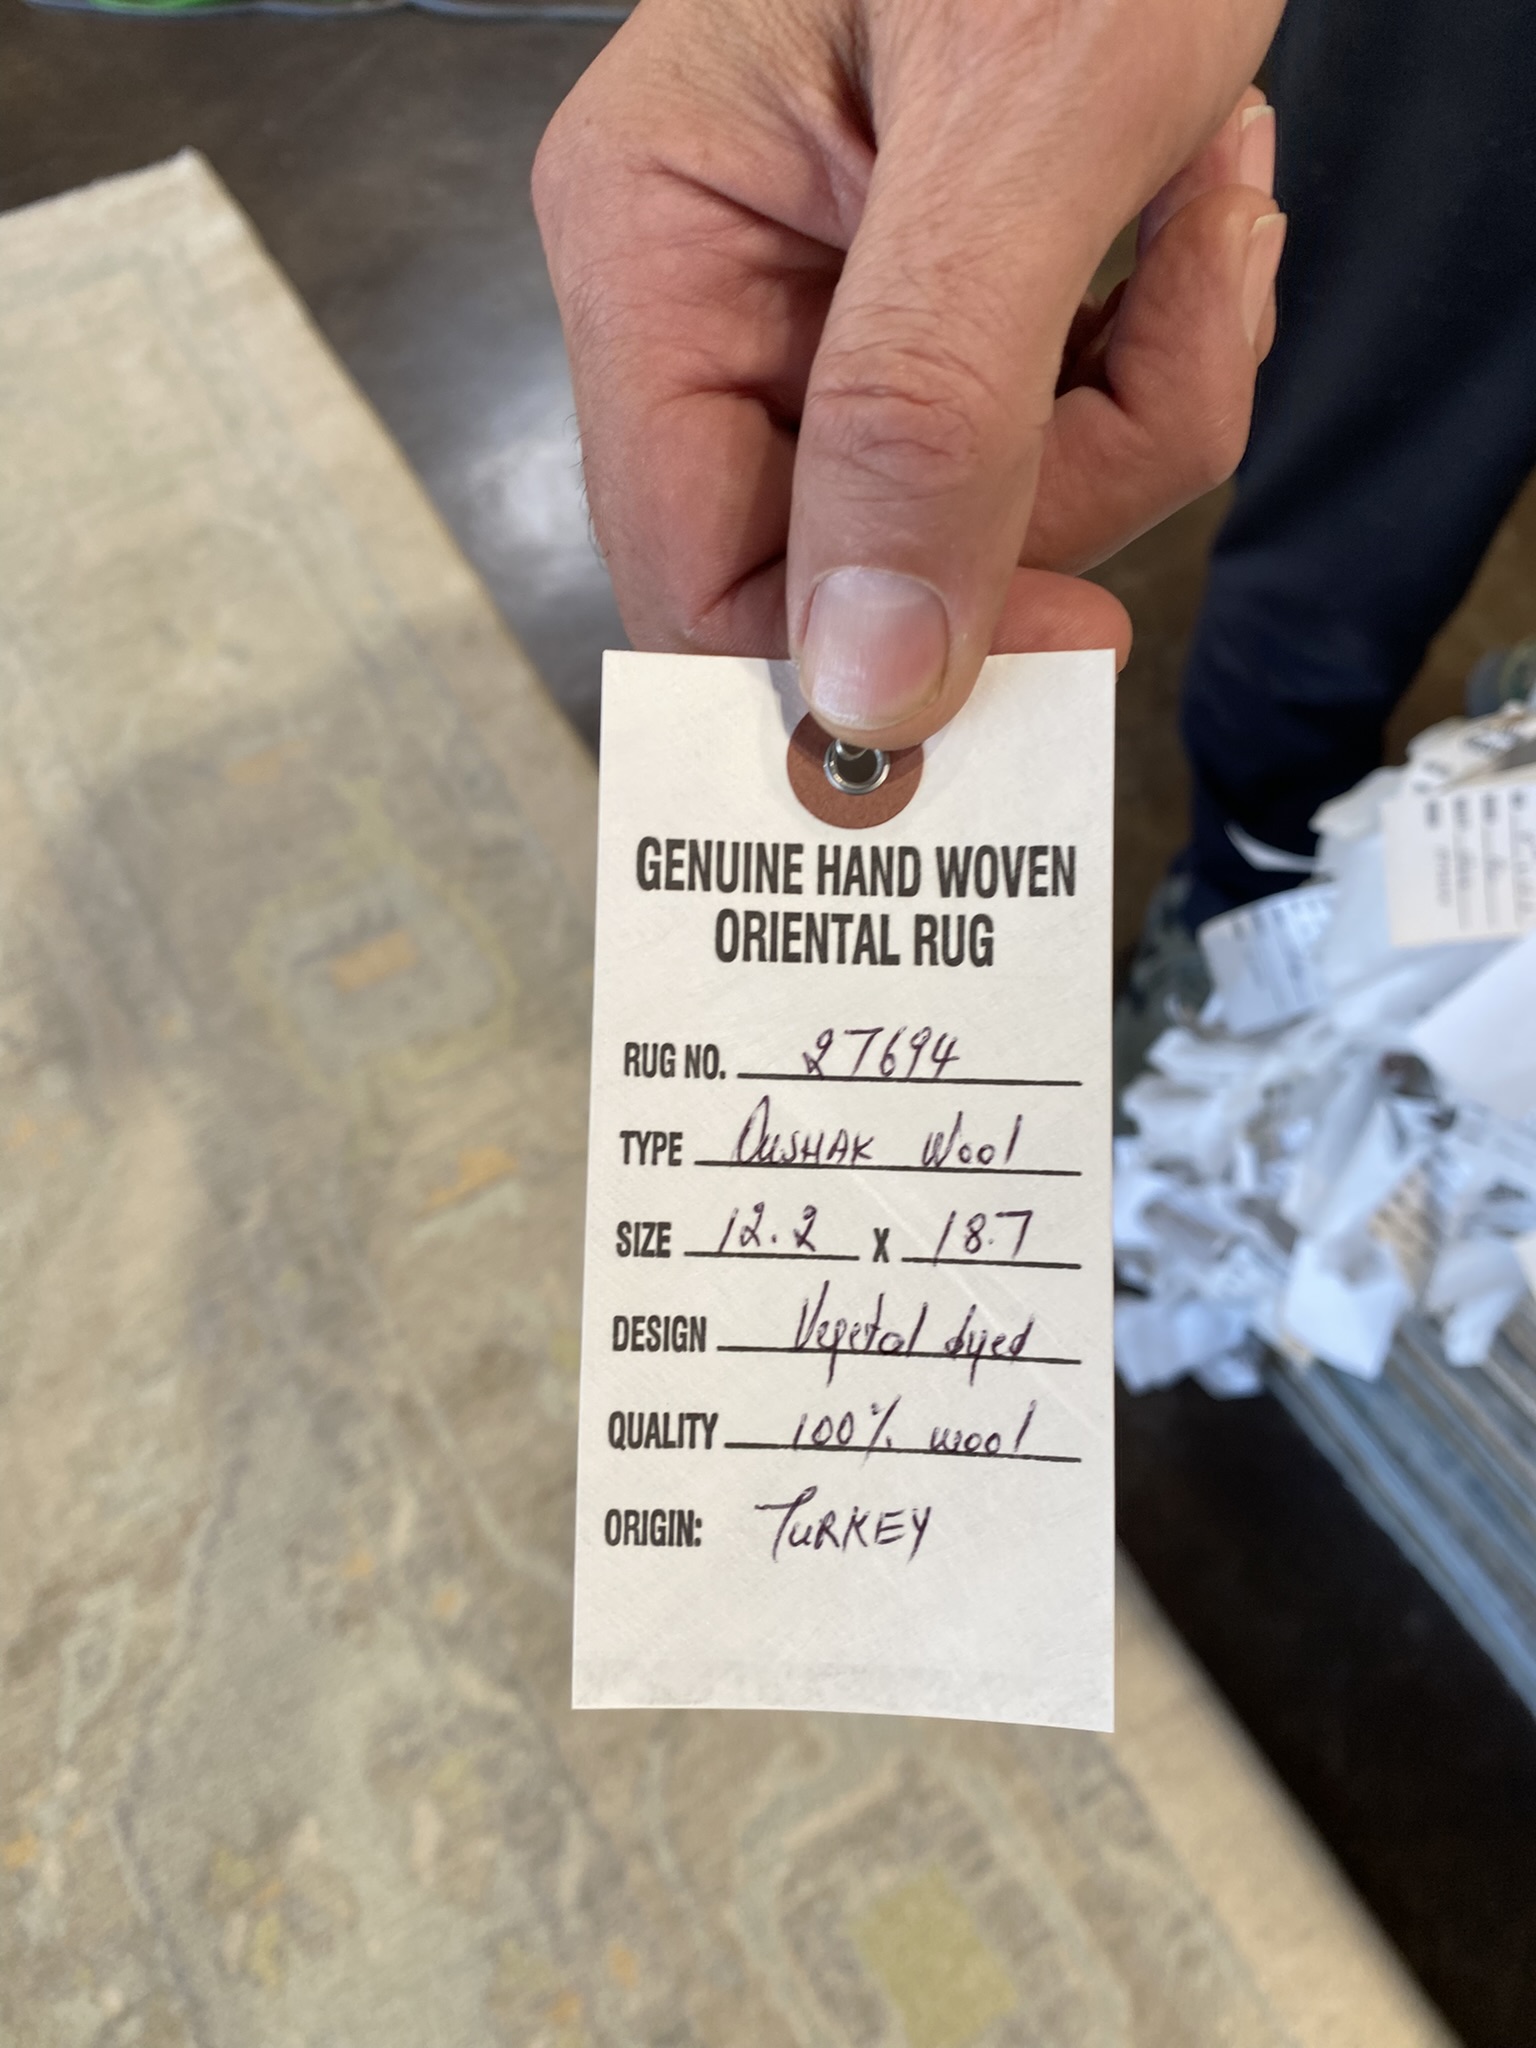 GENUINE HAND WOVEN
ORIENTAL RUG
RUG NO. 27694
TYPE OUSHAK Wool
SIZE 12.2 X 18.7
DESIGN Vegetal dyed
QUALITY 100% wool
ORIGIN: TURKEY